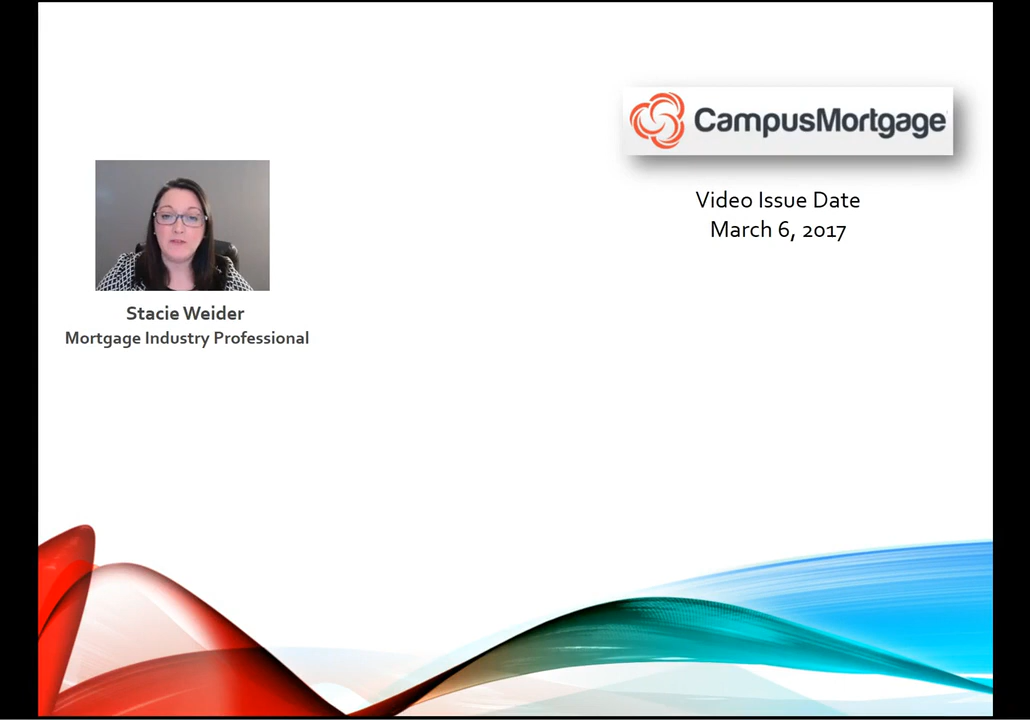 CampusMortgage
Video Issue Date
March 6, 2017
Stacie Weider
Mortgage Industry Professional